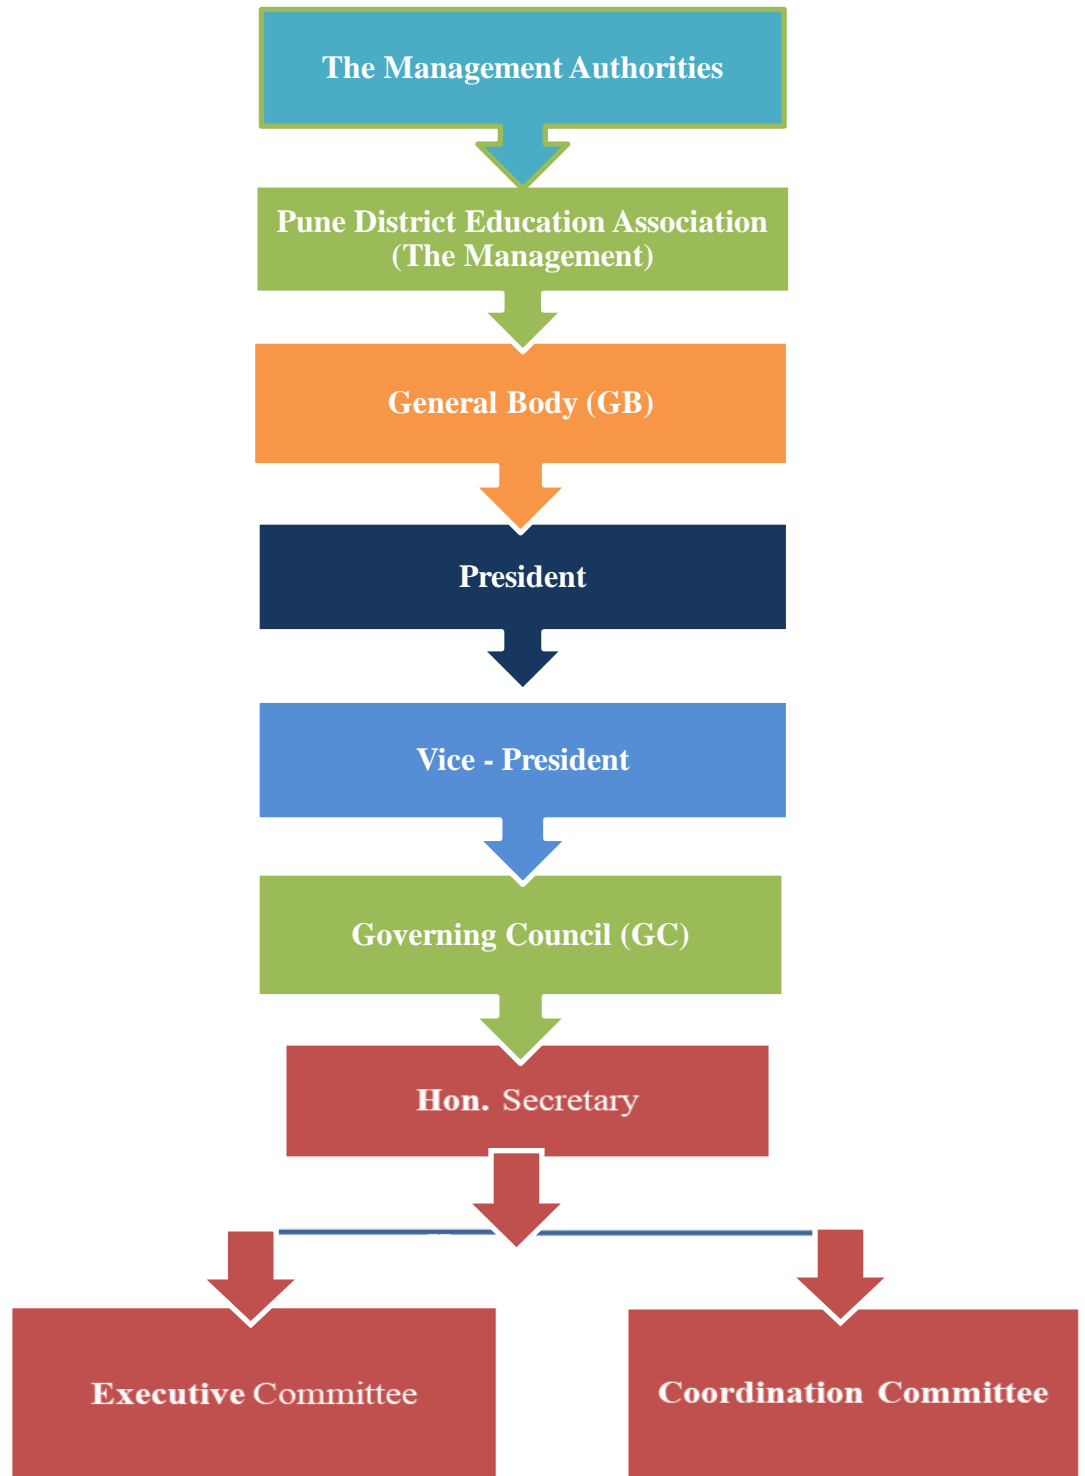 The Management Authorities
Pune District Education Association
(The Management)
General Body (GB)
President
Vice - President
Governing Council (GC)
Hon. Secretary
Executive Committee
Coordination Committee